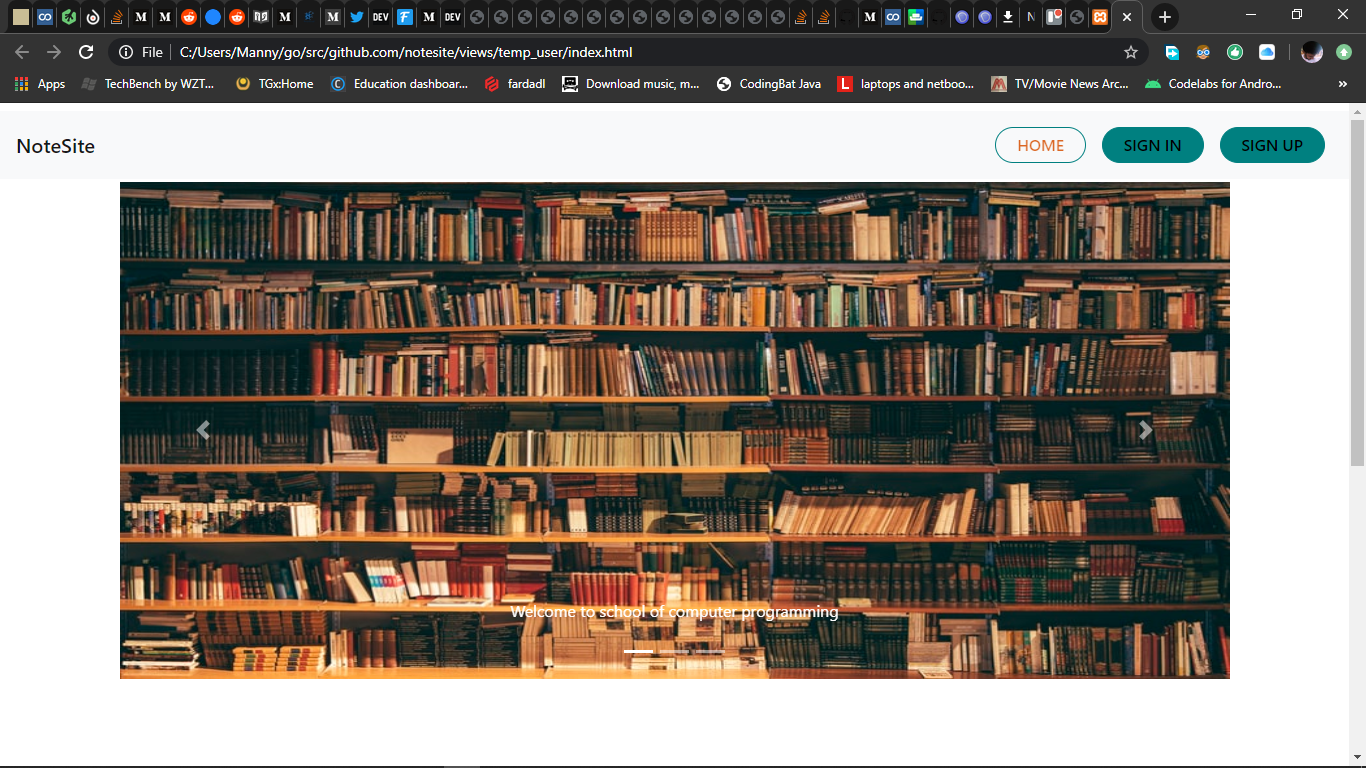 DEV
DEV
File
C:/Users/Manny/go/src/github.com/notesite/views/temp_user/index.html
Apps
TechBench by WZT...
TGx:Home
Education dashboar...
fardadl
Download music, m...
CodingBat Java
laptops and netboo...
TV/Movie News Arc...
Codelabs for Andro...
»
NoteSite
HOME
SIGN IN
SIGN UP
Welcome to school of computer programming